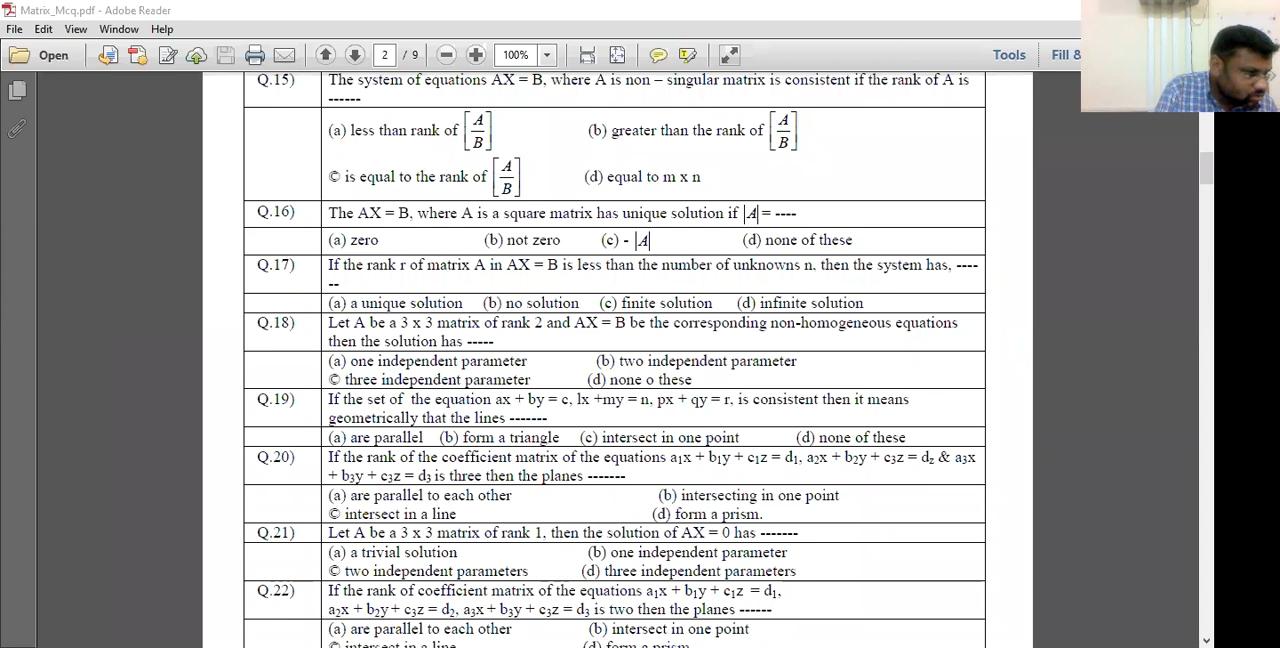 Matrix_Mcq.pdf - Adobe Reader
File Edit View Window Help
Open 2 / 9 100% Tools Fill &
Q.15) The system of equations AX = B, where A is non – singular matrix is consistent if the rank of A is
------
(a) less than rank of [A/B] (b) greater than the rank of [A/B]
© is equal to the rank of [A/B] (d) equal to m x n
Q.16) The AX = B, where A is a square matrix has unique solution if |A| = ----
(a) zero (b) not zero (c) - |A| (d) none of these
Q.17) If the rank r of matrix A in AX = B is less than the number of unknowns n, then the system has, ----
--
(a) a unique solution (b) no solution (c) finite solution (d) infinite solution
Q.18) Let A be a 3 x 3 matrix of rank 2 and AX = B be the corresponding non-homogeneous equations
then the solution has -----
(a) one independent parameter (b) two independent parameter
© three independent parameter (d) none o these
Q.19) If the set of the equation ax + by = c, lx +my = n, px + qy = r, is consistent then it means
geometrically that the lines -------
(a) are parallel (b) form a triangle (c) intersect in one point (d) none of these
Q.20) If the rank of the coefficient matrix of the equations a₁x + b₁y + c₁z = d₁, a₂x + b₂y + c₃z = d_z & a₃x
+ b₃y + c₃z = d₃ is three then the planes -------
(a) are parallel to each other (b) intersecting in one point
© intersect in a line (d) form a prism.
Q.21) Let A be a 3 x 3 matrix of rank 1, then the solution of AX = 0 has -------
(a) a trivial solution (b) one independent parameter
© two independent parameters (d) three independent parameters
Q.22) If the rank of coefficient matrix of the equations a₁x + b₁y + c₁z = d₁,
a₂x + b₂y + c₃z = d₂, a₃x + b₃y + c₃z = d₃ is two then the planes ------
(a) are parallel to each other (b) intersect in one point
© intersect in a line (d) form a prism